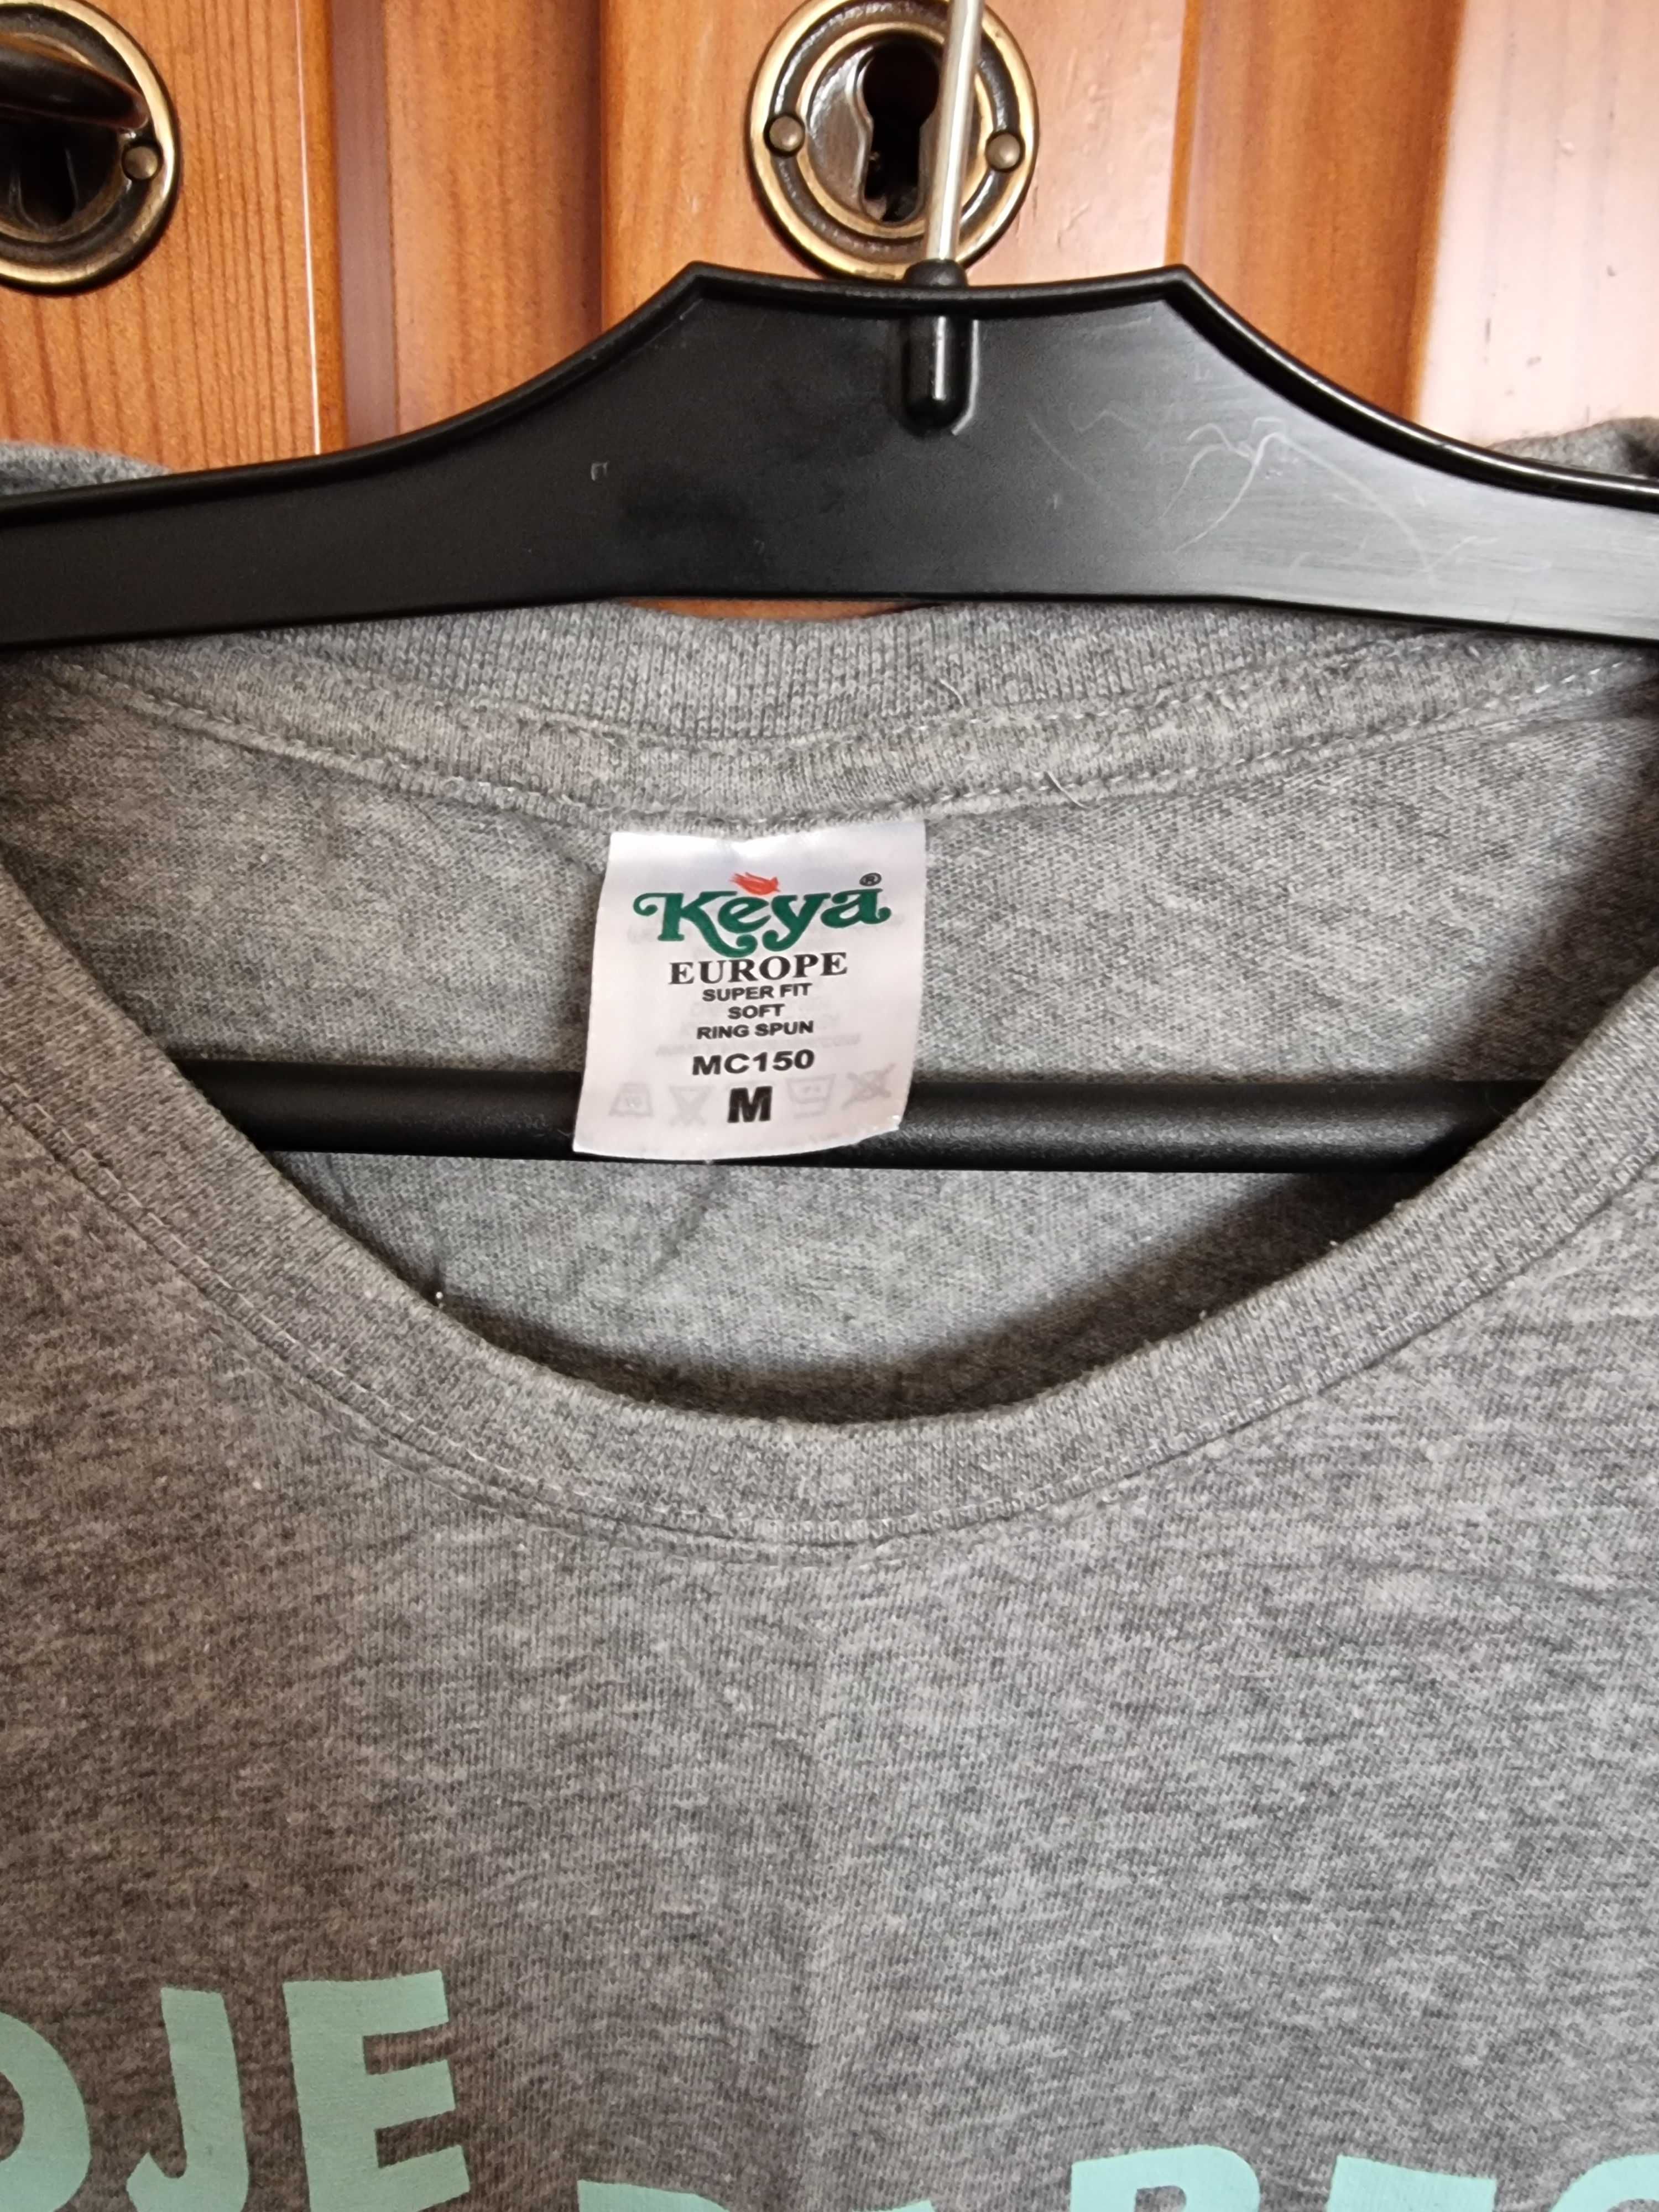 Keya®
EUROPE
SUPER FIT
SOFT
RING SPUN
MC150
M